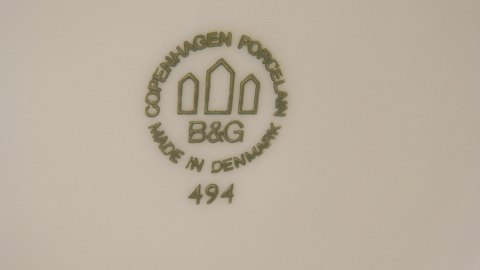 COPENHAGEN PORCELAIN
B&G
MADE IN DENMARK
494